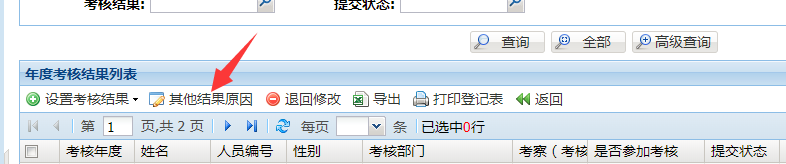 考核结果: 提交状态:
查询 全部 高级查询
年度考核结果列表
设置考核结果 其他结果原因 退回修改 导出 打印登记表 返回
第 1 页,共 2 页 每页 条 已选中0行
考核年度 姓名 人员编号 性别 考核部门 考察（考核 是否参加考核 提交状态